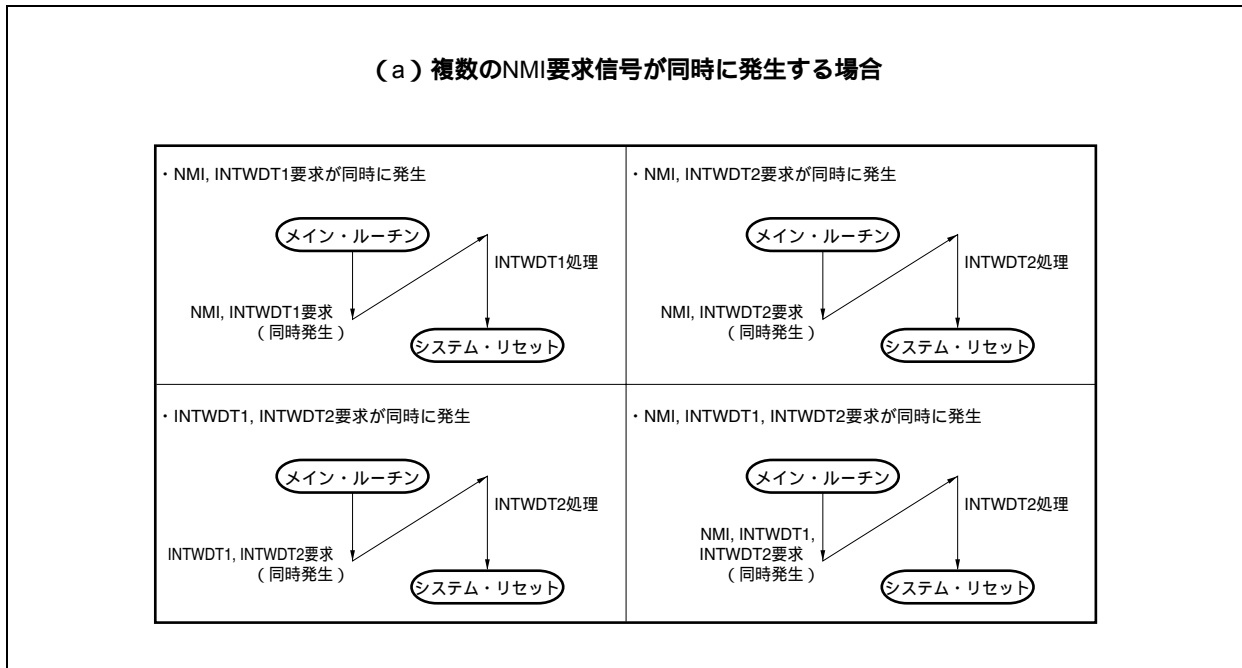 （a）複数のNMI要求信号が同時に発生する場合
・NMI, INTWDT1要求が同時に発生
メイン・ルーチン
INTWDT1処理
NMI, INTWDT1要求
（同時発生）
システム・リセット
・NMI, INTWDT2要求が同時に発生
メイン・ルーチン
INTWDT2処理
NMI, INTWDT2要求
（同時発生）
システム・リセット
・INTWDT1, INTWDT2要求が同時に発生
メイン・ルーチン
INTWDT2処理
INTWDT1, INTWDT2要求
（同時発生）
システム・リセット
・NMI, INTWDT1, INTWDT2要求が同時に発生
メイン・ルーチン
INTWDT2処理
NMI, INTWDT1,
INTWDT2要求
（同時発生）
システム・リセット